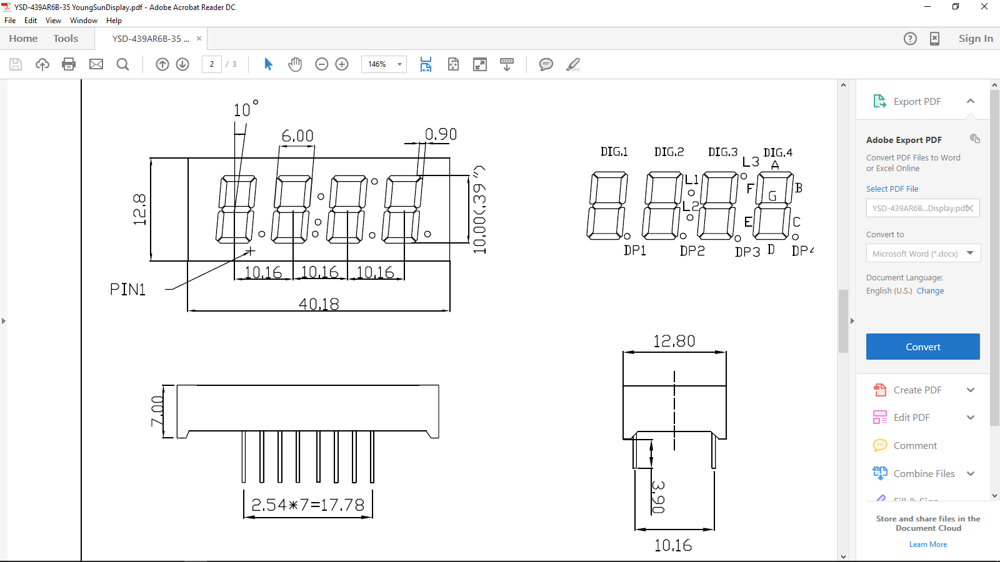 YSD-439AR6B-35 YoungSunDisplay.pdf - Adobe Acrobat Reader DC
File Edit View Window Help
Home Tools YSD-439AR6B-35 ... × Sign In
2 / 3 146%
10°
6.00
0.90
12.8
10.00(.39")
10.16 10.16 10.16
PIN1
40.18
DIG.1 DIG.2 DIG.3 DIG.4
L3 A
L1 F B
G
L2
E C
DP1 DP2 DP3 D DP4
7.00
2.54*7=17.78
12.80
3.90
10.16
Export PDF
Adobe Export PDF
Convert PDF Files to Word
or Excel Online
Select PDF File
YSD-439AR6B...Display.pdf
Convert to
Microsoft Word (*.docx)
Document Language:
English (U.S.) Change
Convert
Create PDF
Edit PDF
Comment
Combine Files
Fill & Sign
Store and share files in the
Document Cloud
Learn More